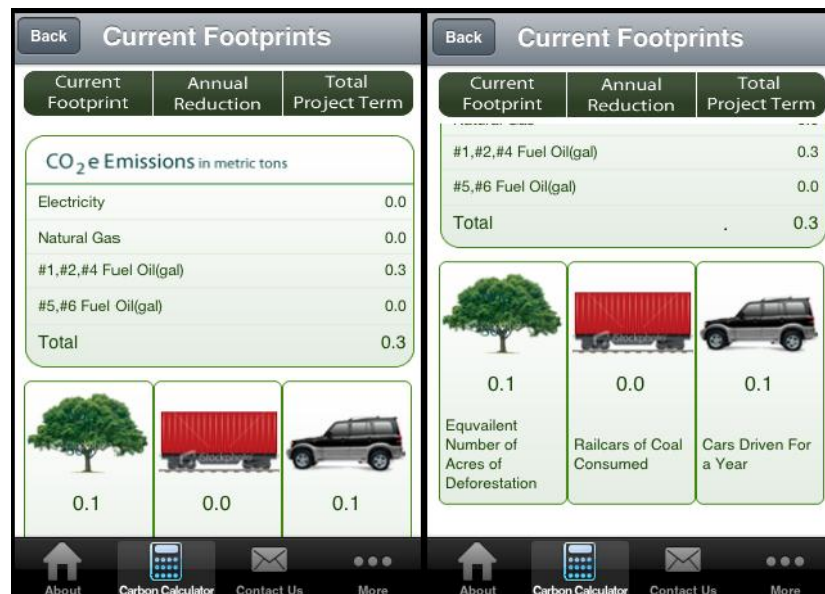 Back Current Footprints
Current Footprint Annual Reduction Total Project Term
CO2e Emissions in metric tons
Electricity 0.0
Natural Gas 0.0
#1,#2,#4 Fuel Oil(gal) 0.3
#5,#6 Fuel Oil(gal) 0.0
Total 0.3
0.1 0.0 0.1
About Carbon Calculator Contact Us More
Back Current Footprints
Current Footprint Annual Reduction Total Project Term
#1,#2,#4 Fuel Oil(gal) 0.3
#5,#6 Fuel Oil(gal) 0.0
Total . 0.3
0.1 0.0 0.1
Equvailent
Number of
Acres of
Deforestation
Railcars of Coal
Consumed
Cars Driven For
a Year
About Carbon Calculator Contact Us More